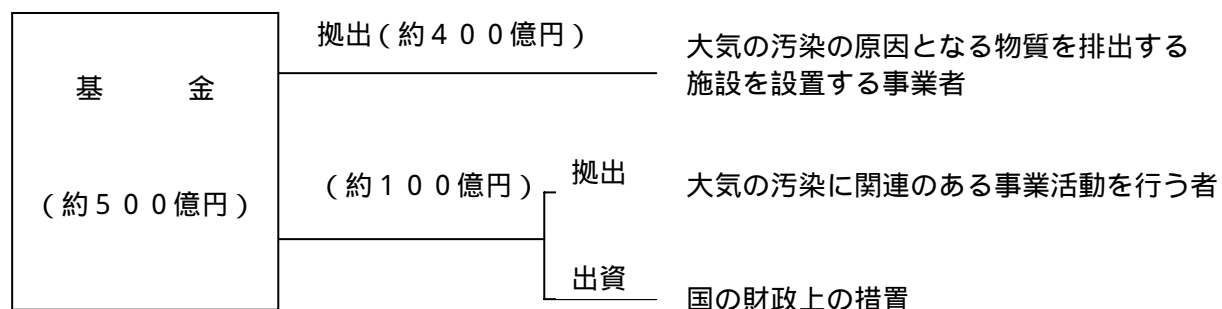 拠出(約400億円)
大気の汚染の原因となる物質を排出する
施設を設置する事業者
基 金
(約500億円)
(約100億円)
拠出
大気の汚染に関連のある事業活動を行う者
出資
国の財政上の措置